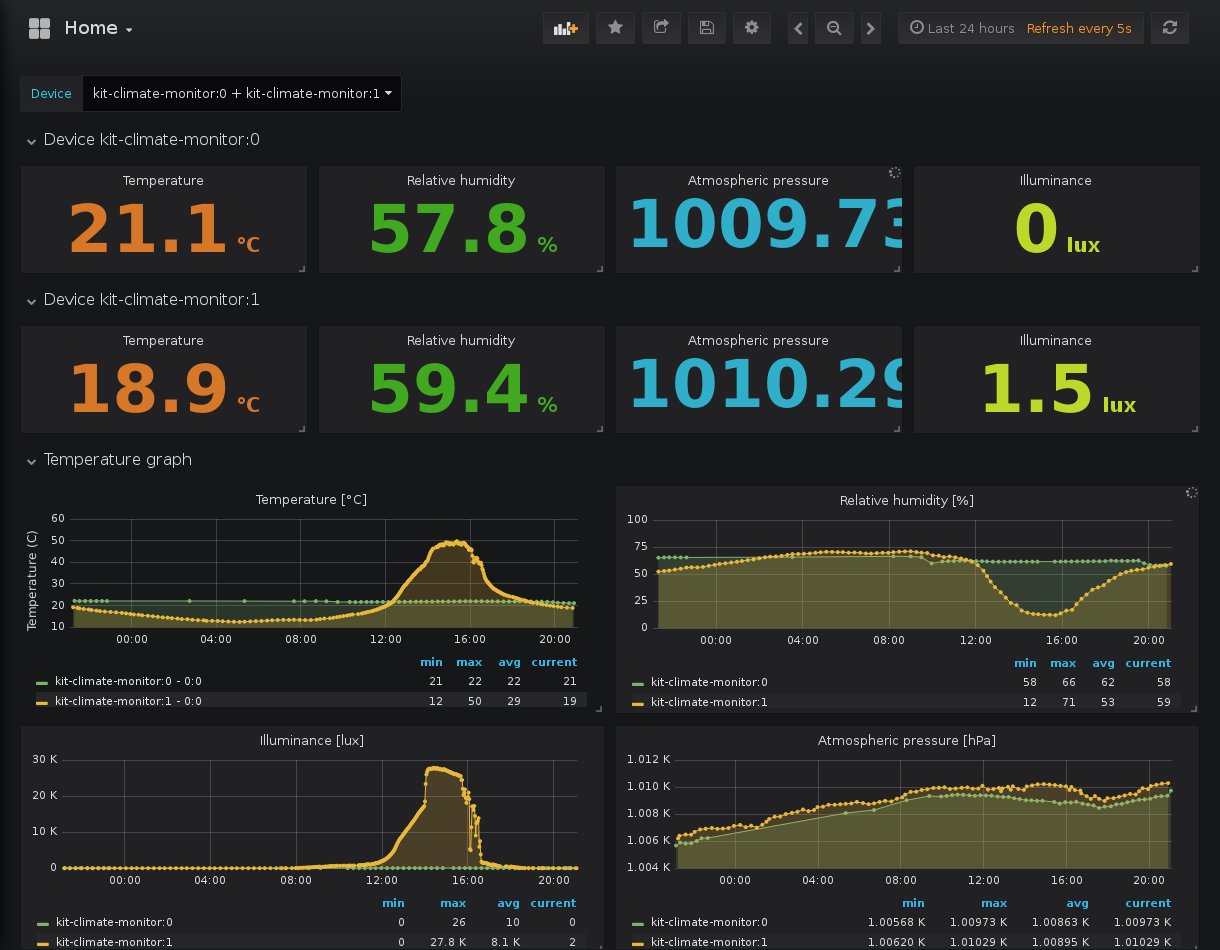 Home
Last 24 hours Refresh every 5s
Device kit-climate-monitor:0 + kit-climate-monitor:1
Device kit-climate-monitor:0
Temperature Relative humidity Atmospheric pressure Illuminance
21.1 °C 57.8 % 1009.73 0 lux
Device kit-climate-monitor:1
Temperature Relative humidity Atmospheric pressure Illuminance
18.9 °C 59.4 % 1010.29 1.5 lux
Temperature graph
Temperature [°C]
Temperature (C)
60
50
40
30
20
10
00:00 04:00 08:00 12:00 16:00 20:00
min max avg current
kit-climate-monitor:0 - 0:0 21 22 22 21
kit-climate-monitor:1 - 0:0 12 50 29 19
Relative humidity [%]
100
75
50
25
0
00:00 04:00 08:00 12:00 16:00 20:00
min max avg current
kit-climate-monitor:0 58 66 62 58
kit-climate-monitor:1 12 71 53 59
Illuminance [lux]
30 K
20 K
10 K
0
00:00 04:00 08:00 12:00 16:00 20:00
min max avg current
kit-climate-monitor:0 0 26 10 0
kit-climate-monitor:1 0 27.8 K 8.1 K 2
Atmospheric pressure [hPa]
1.012 K
1.010 K
1.008 K
1.006 K
1.004 K
00:00 04:00 08:00 12:00 16:00 20:00
min max avg current
kit-climate-monitor:0 1.00568 K 1.00973 K 1.00863 K 1.00973 K
kit-climate-monitor:1 1.00620 K 1.01029 K 1.00895 K 1.01029 K